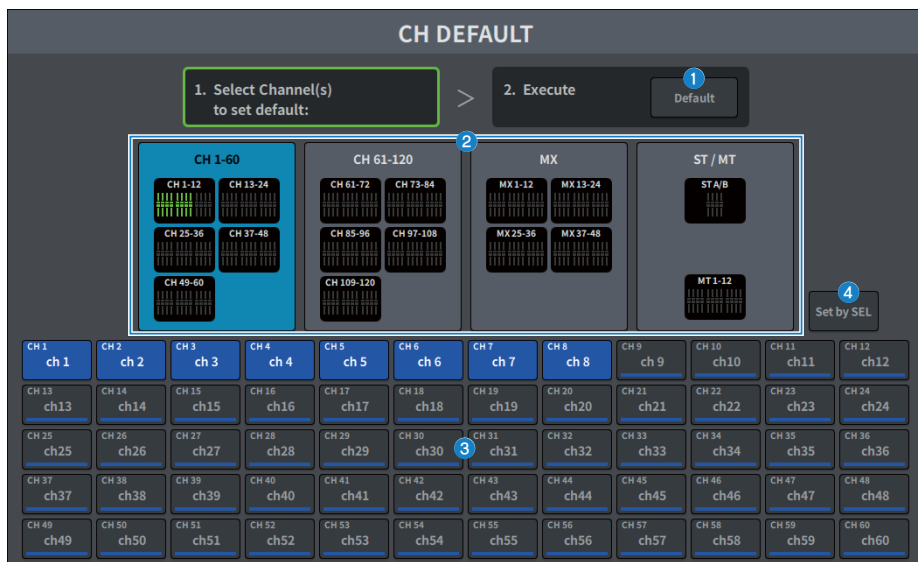 CH DEFAULT
1. Select Channel(s)
to set default:
>
2. Execute
1
Default
2
CH 1-60
CH 1-12 CH 13-24
CH 25-36 CH 37-48
CH 49-60
CH 61-120
CH 61-72 CH 73-84
CH 85-96 CH 97-108
CH 109-120
MX
MX 1-12 MX 13-24
MX 25-36 MX 37-48
ST / MT
ST A/B
MT 1-12
4
Set by SEL
CH 1 CH 2 CH 3 CH 4 CH 5 CH 6 CH 7 CH 8 CH 9 CH 10 CH 11 CH 12
ch 1 ch 2 ch 3 ch 4 ch 5 ch 6 ch 7 ch 8 ch 9 ch10 ch11 ch12
CH 13 CH 14 CH 15 CH 16 CH 17 CH 18 CH 19 CH 20 CH 21 CH 22 CH 23 CH 24
ch13 ch14 ch15 ch16 ch17 ch18 ch19 ch20 ch21 ch22 ch23 ch24
CH 25 CH 26 CH 27 CH 28 CH 29 CH 30 CH 31 CH 32 CH 33 CH 34 CH 35 CH 36
ch25 ch26 ch27 ch28 ch29 ch30 3 ch31 ch32 ch33 ch34 ch35 ch36
CH 37 CH 38 CH 39 CH 40 CH 41 CH 42 CH 43 CH 44 CH 45 CH 46 CH 47 CH 48
ch37 ch38 ch39 ch40 ch41 ch42 ch43 ch44 ch45 ch46 ch47 ch48
CH 49 CH 50 CH 51 CH 52 CH 53 CH 54 CH 55 CH 56 CH 57 CH 58 CH 59 CH 60
ch49 ch50 ch51 ch52 ch53 ch54 ch55 ch56 ch57 ch58 ch59 ch60